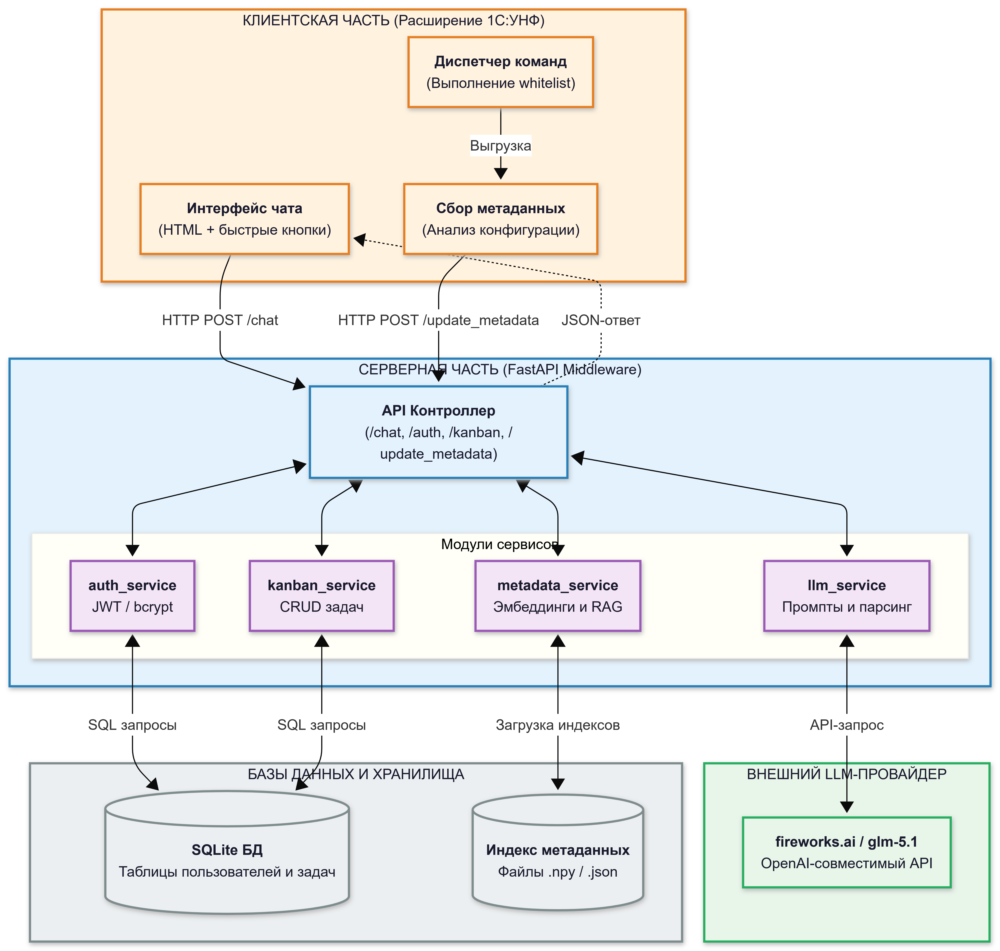 КЛИЕНТСКАЯ ЧАСТЬ (Расширение 1С:УНФ)
Диспетчер команд
(Выполнение whitelist)
Выгрузка
Интерфейс чата
(HTML + быстрые кнопки)
Сбор метаданных
(Анализ конфигурации)
HTTP POST /chat
HTTP POST /update_metadata
JSON-ответ
СЕРВЕРНАЯ ЧАСТЬ (FastAPI Middleware)
API Контроллер
(/chat, /auth, /kanban, /
update_metadata)
Модули сервисов
auth_service
JWT / bcrypt
kanban_service
CRUD задач
metadata_service
Эмбеддинги и RAG
llm_service
Промпты и парсинг
SQL запросы
SQL запросы
Загрузка индексов
API-запрос
БАЗЫ ДАННЫХ И ХРАНИЛИЩА
SQLite БД
Таблицы пользователей и задач
Индекс метаданных
Файлы .npy / .json
ВНЕШНИЙ LLM-ПРОВАЙДЕР
fireworks.ai / glm-5.1
OpenAI-совместимый API